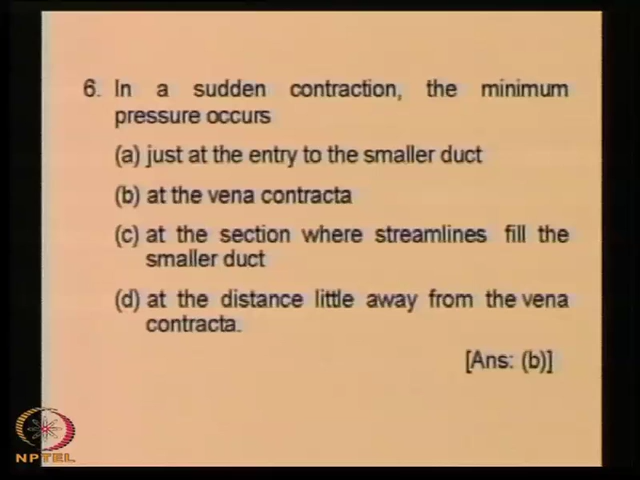 6. In a sudden contraction, the minimum
pressure occurs
(a) just at the entry to the smaller duct
(b) at the vena contracta
(c) at the section where streamlines fill the
smaller duct
(d) at the distance little away from the vena
contracta.
[Ans: (b)]
NPTEL